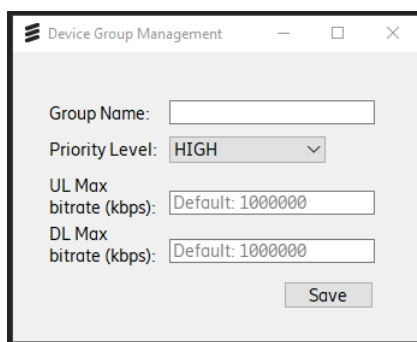 Device Group Management
Group Name:
Priority Level: HIGH
UL Max
bitrate (kbps): Default: 1000000
DL Max
bitrate (kbps): Default: 1000000
Save